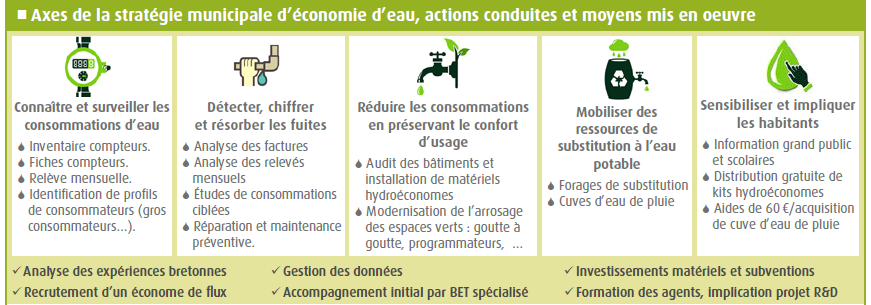 ■ Axes de la stratégie municipale d'économie d'eau, actions conduites et moyens mis en oeuvre
Connaître et surveiller les
consommations d'eau
Inventaire compteurs.
Fiches compteurs.
Relève mensuelle.
Identification de profils
de consommateurs (gros
consommateurs...).
Détecter, chiffrer
et résorber les fuites
Analyse des factures
Analyse des relevés
mensuels
Études de consommations
ciblées
Réparation et maintenance
préventive.
Réduire les consommations
en préservant le confort
d'usage
Audit des bâtiments et
installation de matériels
hydroéconomes
Modernisation de l'arrosage
des espaces verts : goutte à
goutte, programmateurs, ...
Mobiliser des
ressources de
substitution à l'eau
potable
Forages de substitution
Cuves d'eau de pluie
Sensibiliser et impliquer
les habitants
Information grand public
et scolaires
Distribution gratuite de
kits hydroéconomes
Aides de 60 €/acquisition
de cuve d'eau de pluie
✓ Analyse des expériences bretonnes
✓ Recrutement d'un économe de flux
✓ Gestion des données
✓ Accompagnement initial par BET spécialisé
✓ Investissements matériels et subventions
✓ Formation des agents, implication projet R&D